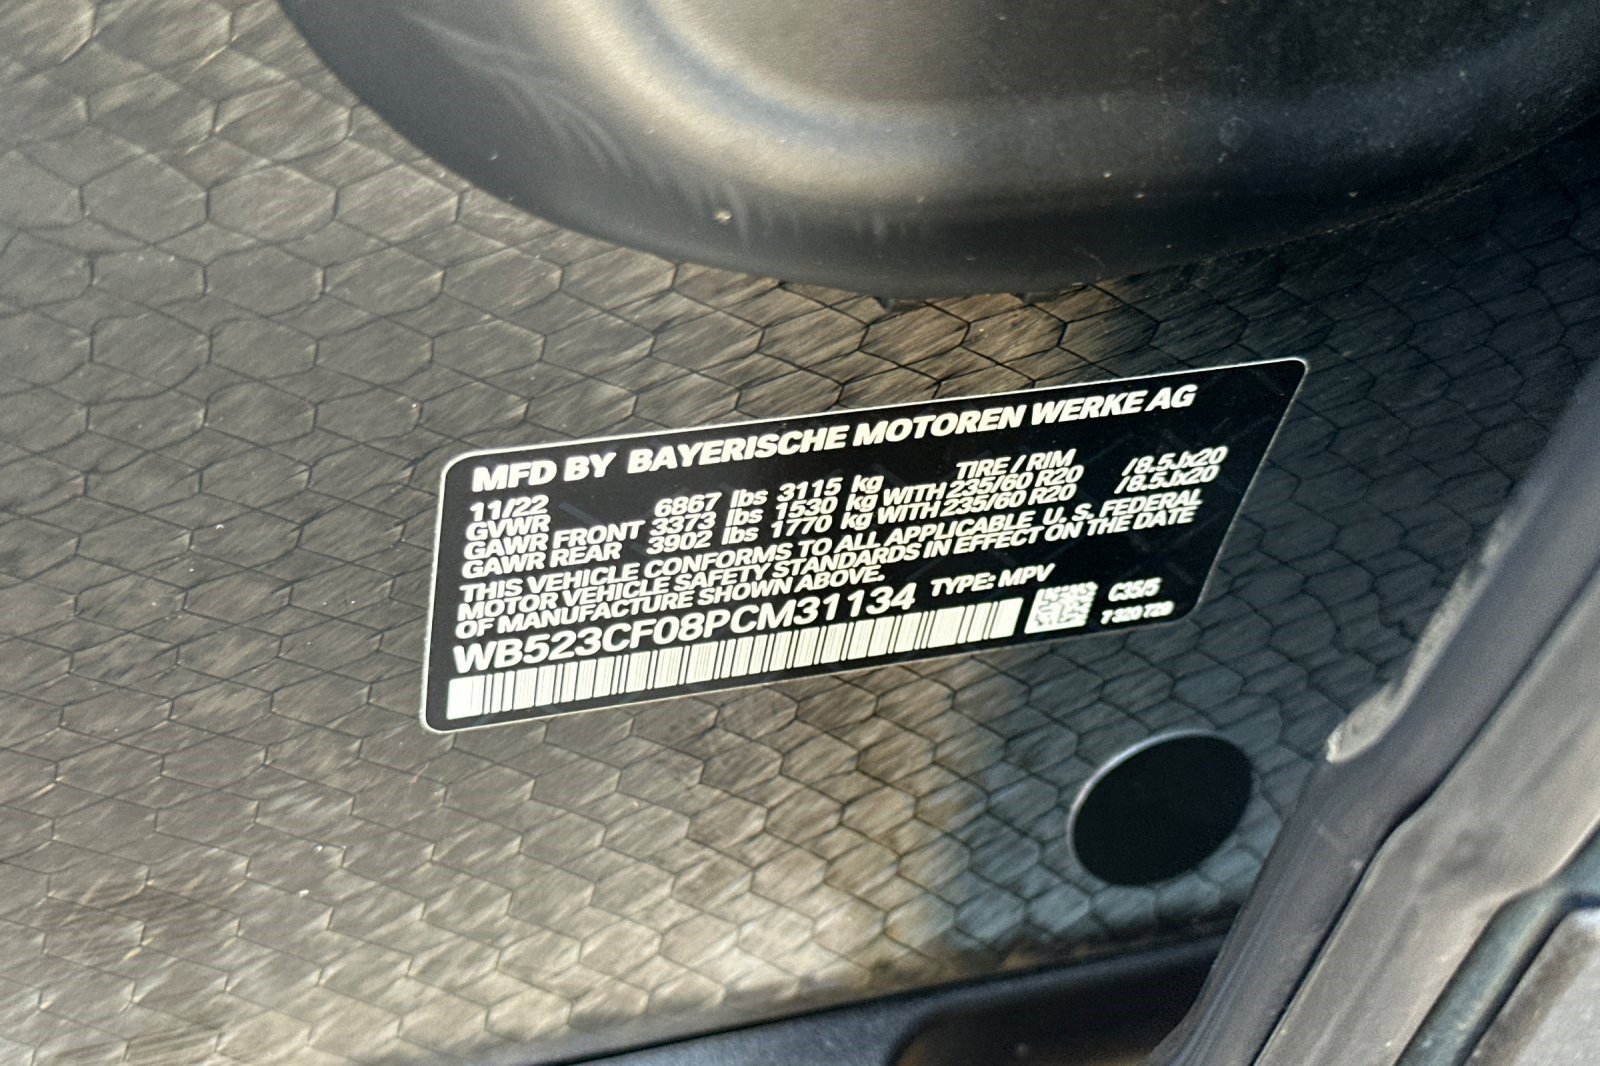 MFD BY BAYERISCHE MOTOREN WERKE AG
11/22 TIRE / RIM
GVWR 6867 lbs 3115 kg
GAWR FRONT 3373 lbs 1530 kg WITH 235/60 R20 /8.5Jx20
GAWR REAR 3902 lbs 1770 kg WITH 235/60 R20 /8.5Jx20
THIS VEHICLE CONFORMS TO ALL APPLICABLE U. S. FEDERAL
MOTOR VEHICLE SAFETY STANDARDS IN EFFECT ON THE DATE
OF MANUFACTURE SHOWN ABOVE.
WB523CF08PCM31134 TYPE: MPV
C35/5
7 320 729